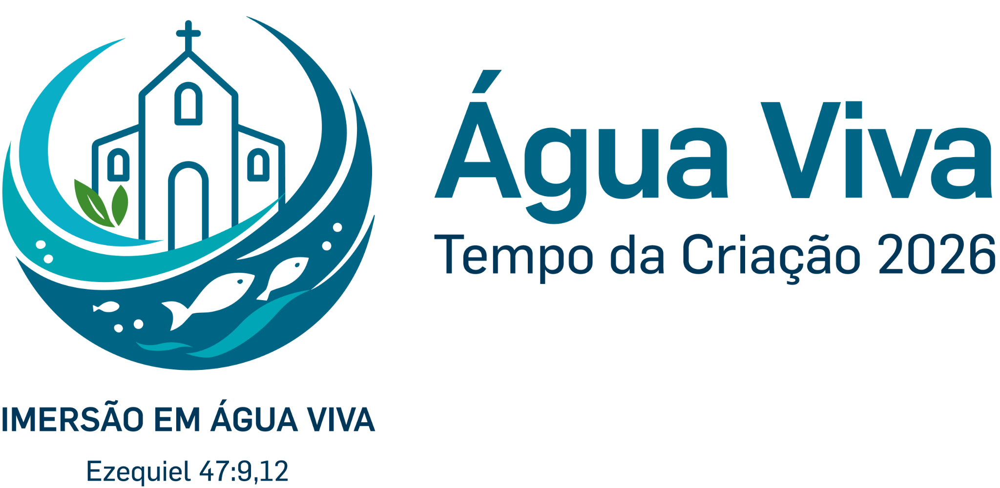 Água Viva
Tempo da Criação 2026
IMERSÃO EM ÁGUA VIVA
Ezequiel 47:9,12